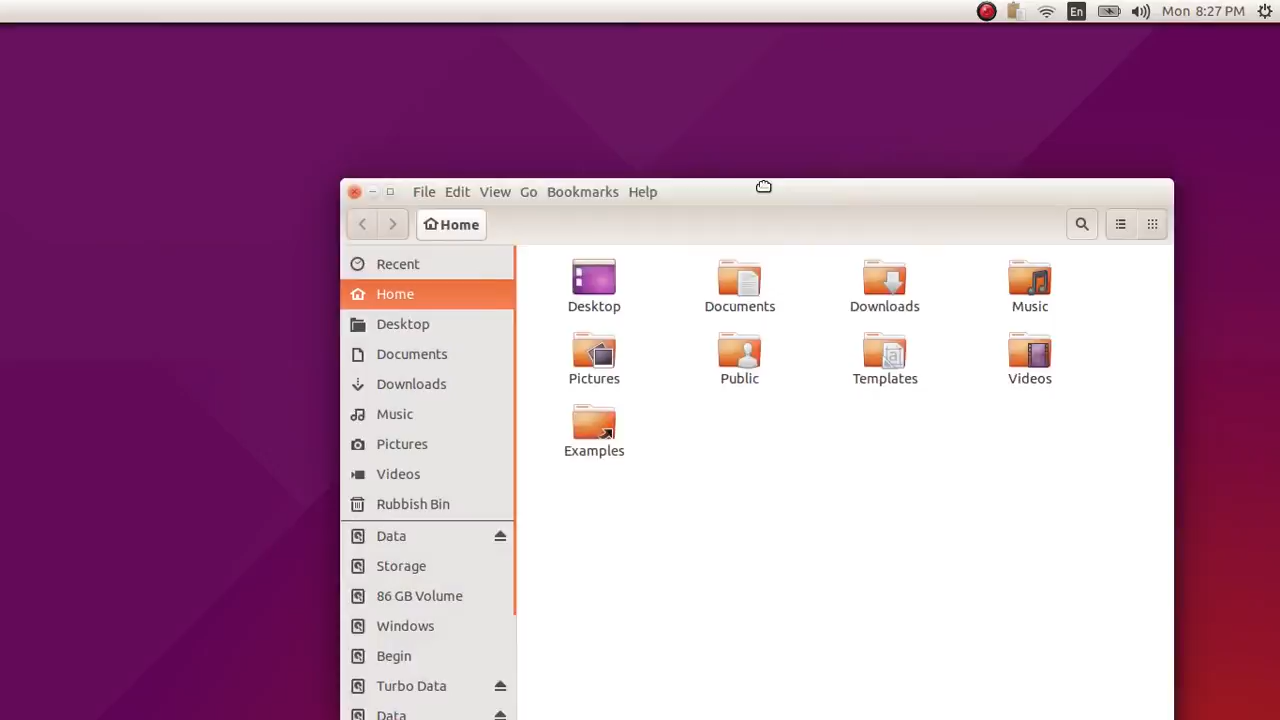 En Mon 8:27 PM
File Edit View Go Bookmarks Help
Home
Recent
Home
Desktop
Documents
Downloads
Music
Pictures
Videos
Rubbish Bin
Data
Storage
86 GB Volume
Windows
Begin
Turbo Data
Data
Desktop Documents Downloads Music
Pictures Public Templates Videos
Examples